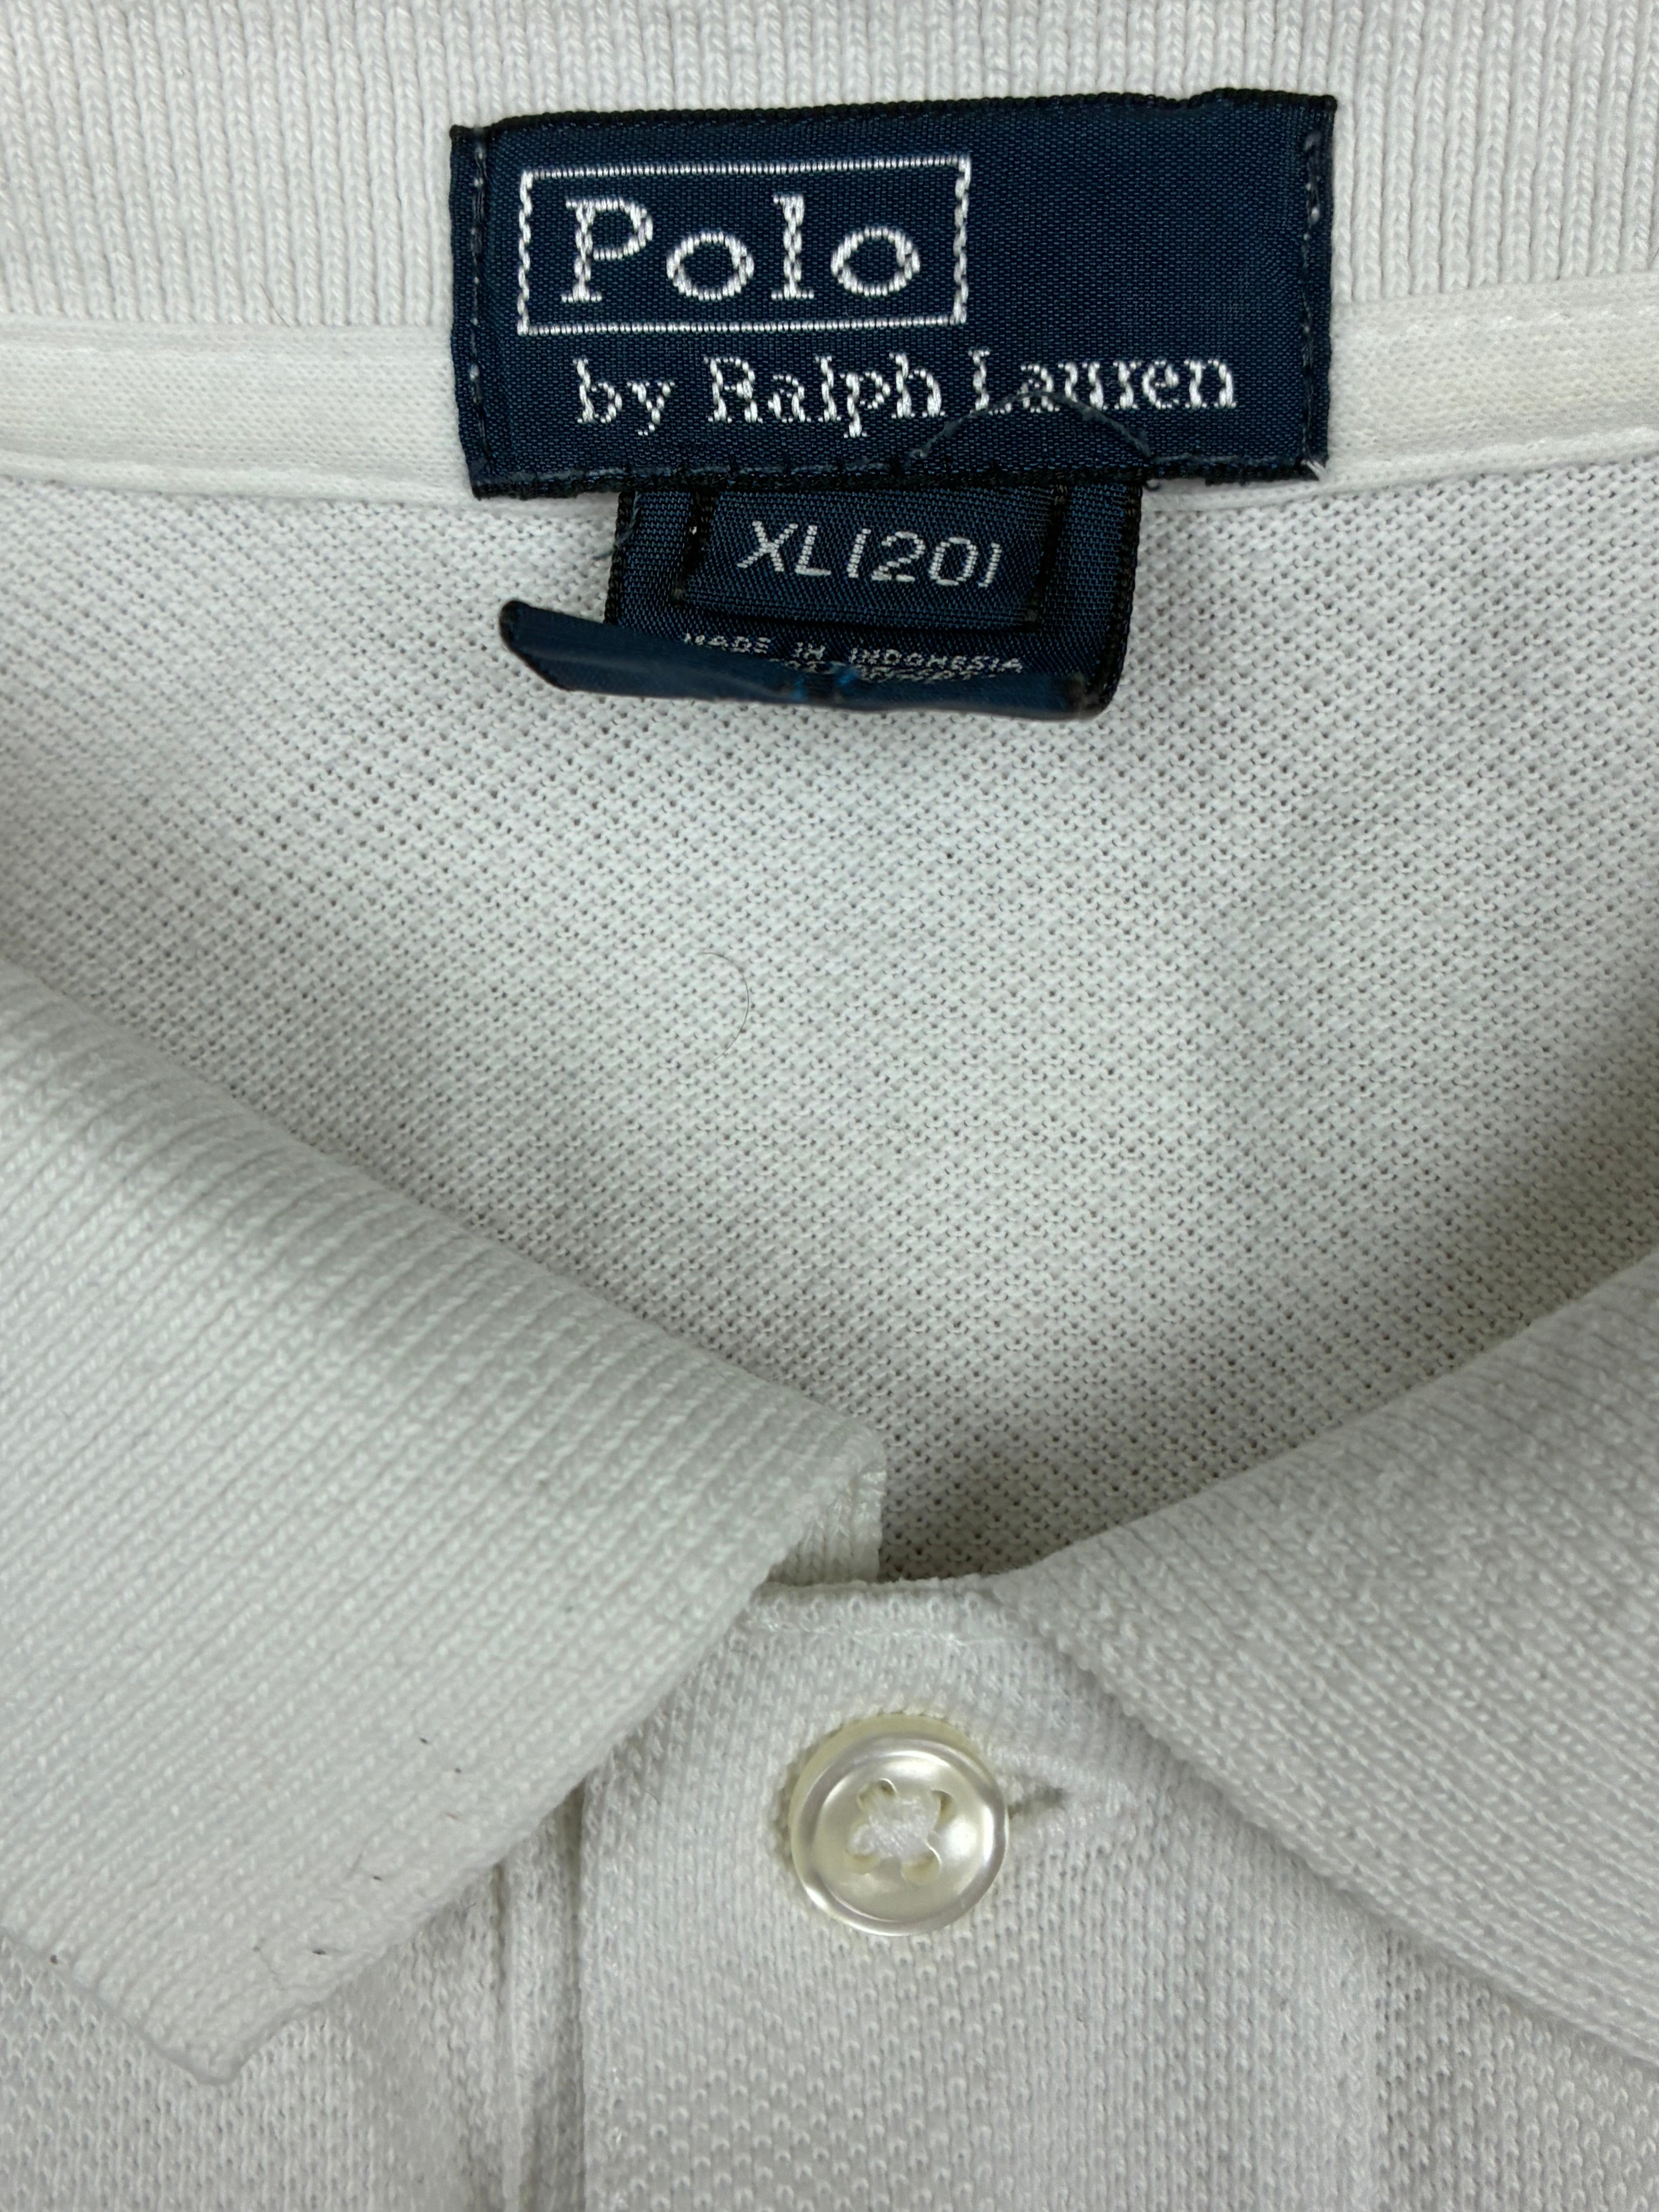 Polo
by Ralph Lauren
XL(20)
MADE IN INDONESIA